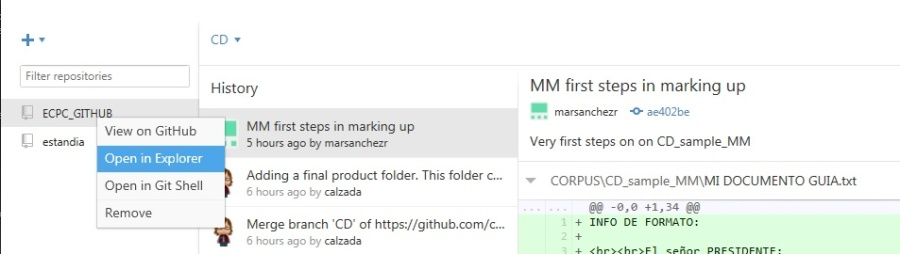 CD
Filter repositories
ECPC_GITHUB
estandia
View on GitHub
Open in Explorer
Open in Git Shell
Remove
History
MM first steps in marking up
5 hours ago by marsanchezr
Adding a final product folder. This folder c...
6 hours ago by calzada
Merge branch 'CD' of https://github.com/c...
6 hours ago by calzada
MM first steps in marking up
marsanchezr ae402be
Very first steps on on CD_sample_MM
CORPUS\CD_sample_MM\MI DOCUMENTO GUIA.txt
... ... @@ -0,0 +1,34 @@
1 + INFO DE FORMATO:
2 +
3 + <br><br>El señor PRESIDENTE: